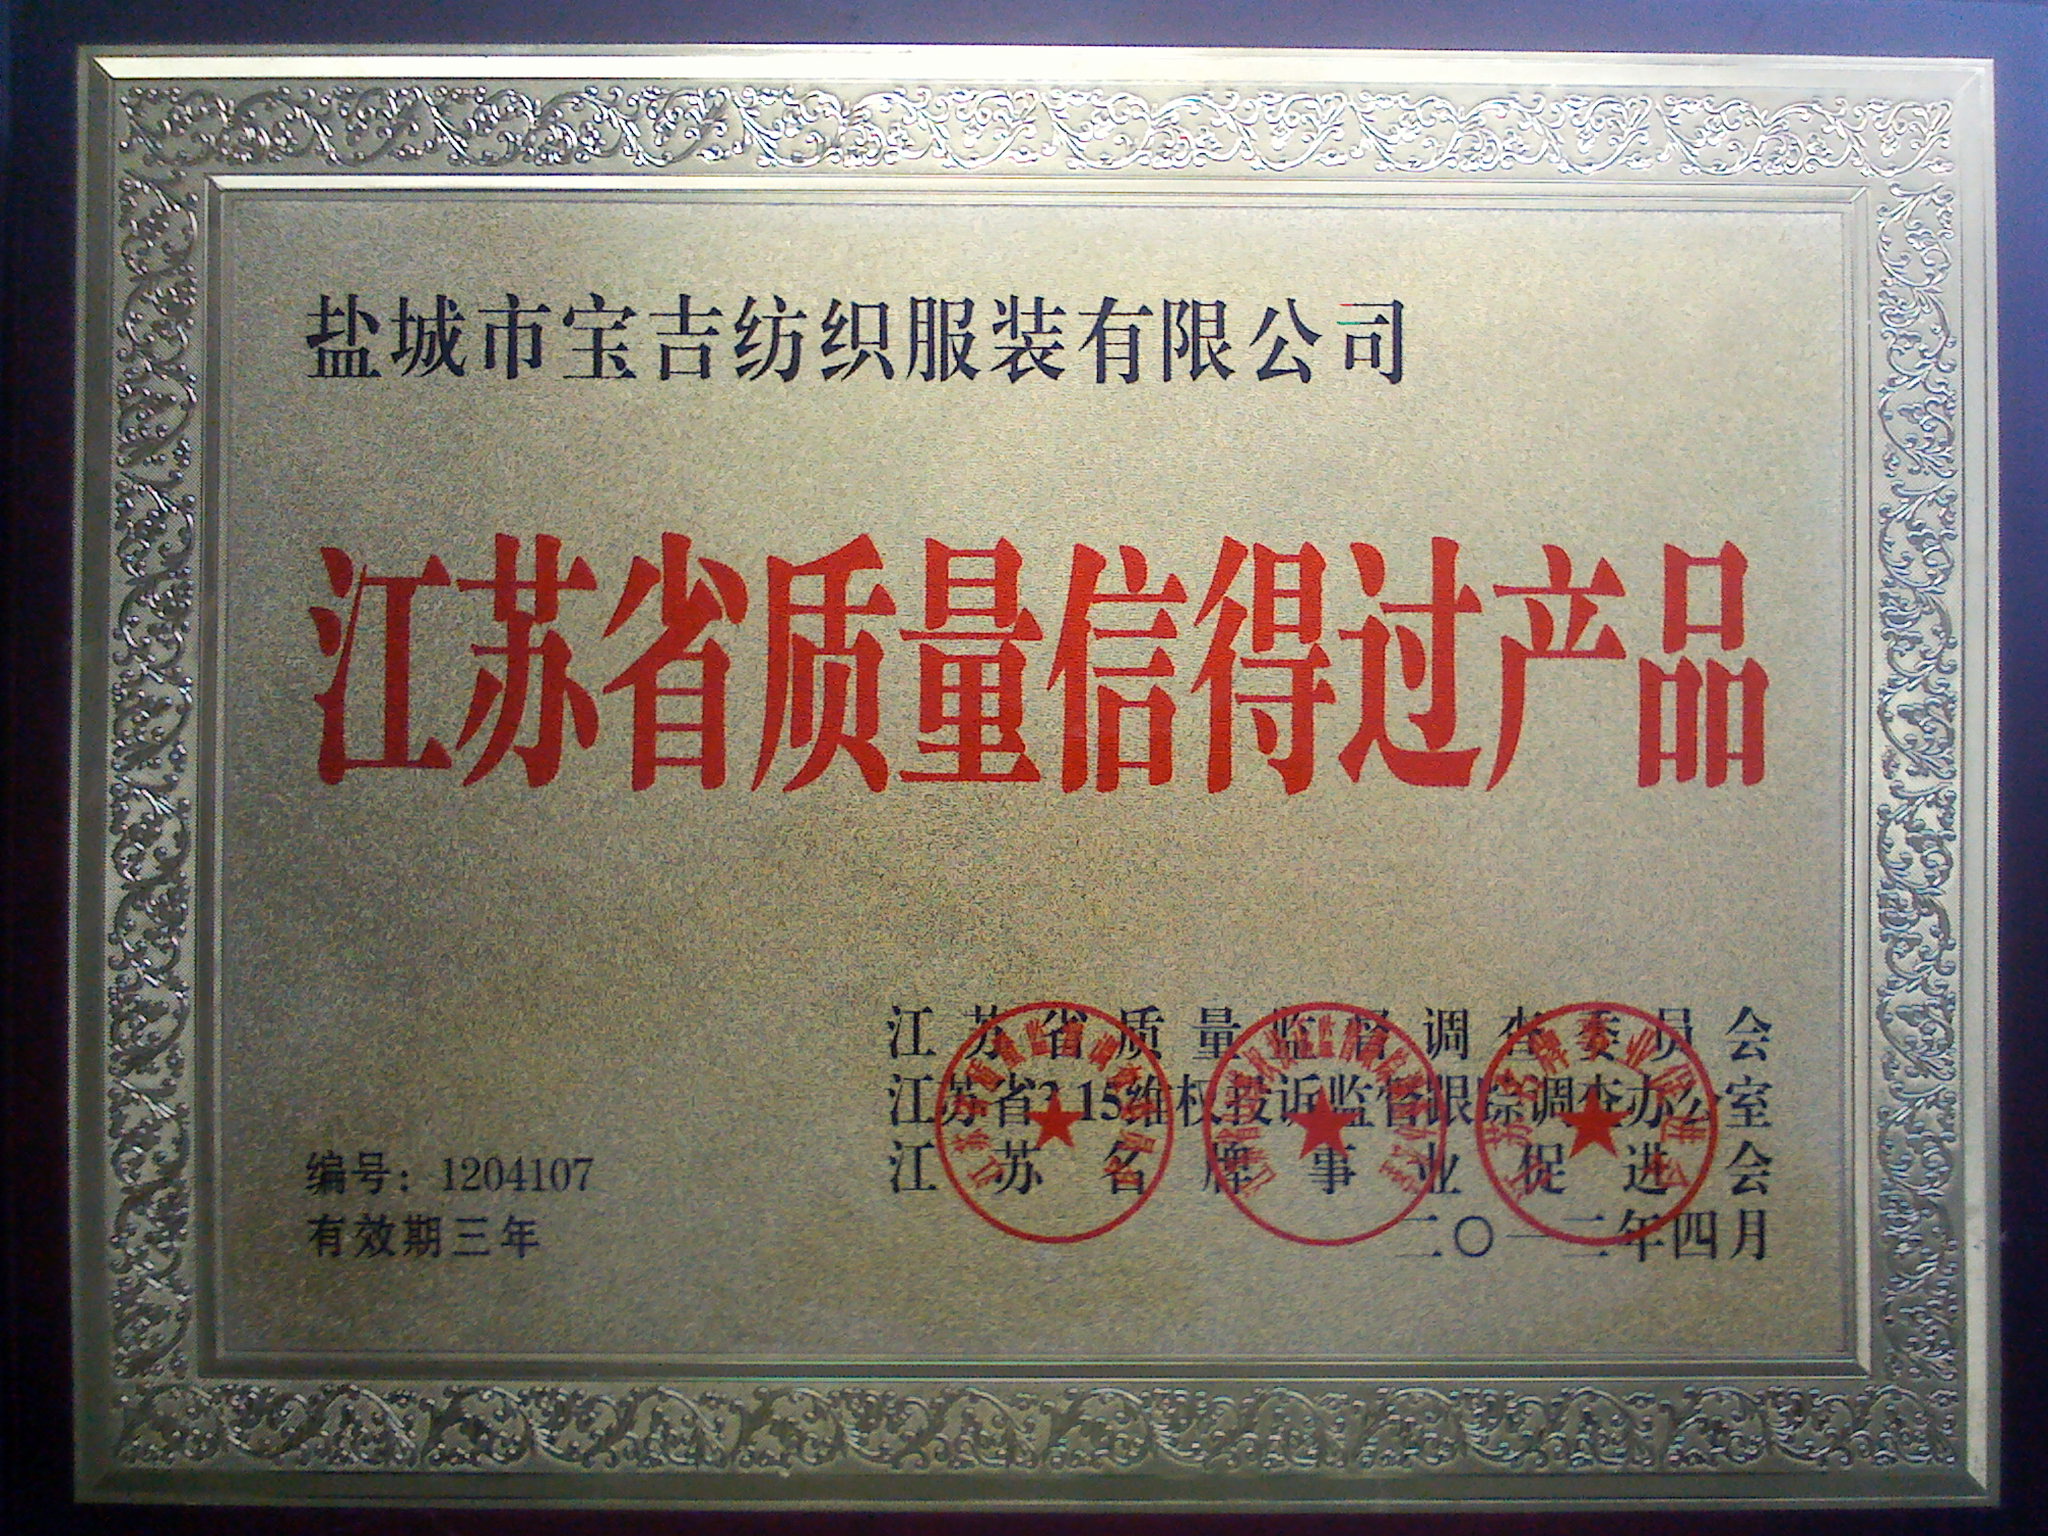 盐城市宝吉纺织服装有限公司
江苏省质量信得过产品
江苏省质量监督调查委员会
江苏省3.15维权投诉监督跟踪调查办公室
江苏名牌事业促进会
编号：1204107
有效期三年
二〇一二年四月